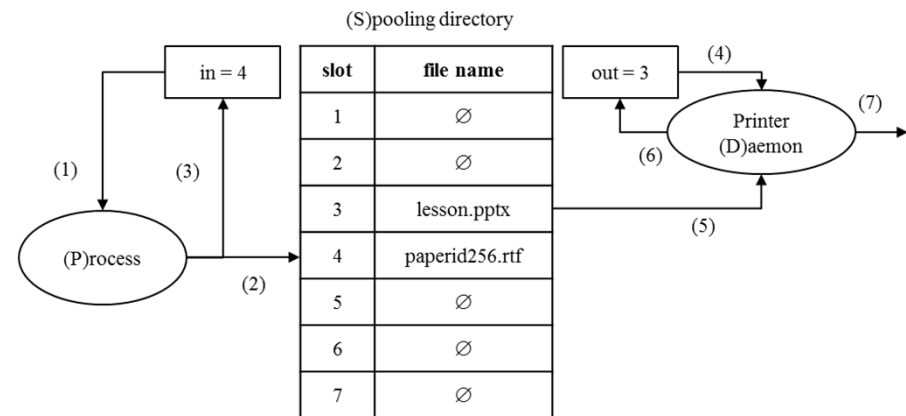 (S)pooling directory
in = 4
slot file name
out = 3
(4)
1 ∅
(7)
Printer
(D)aemon
2 ∅
(1)
(3)
(6)
3 lesson.pptx
(5)
(P)rocess
4 paperid256.rtf
(2)
5 ∅
6 ∅
7 ∅